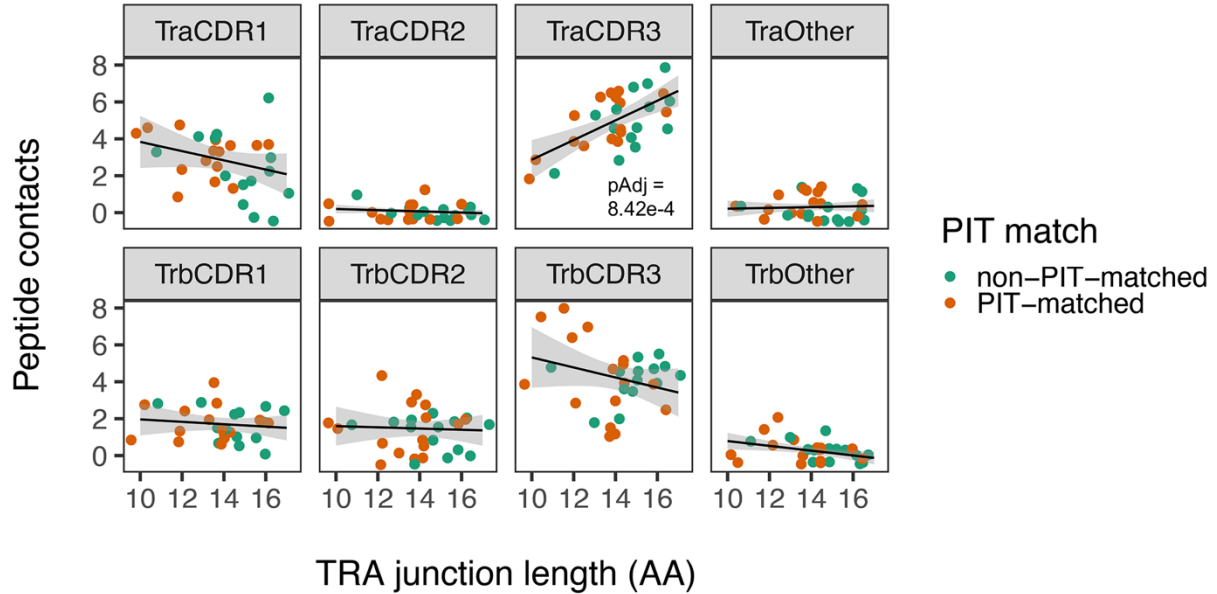 TraCDR1 TraCDR2 TraCDR3 TraOther
8
6
4
2
0
pAdj =
8.42e-4
Peptide contacts
TrbCDR1 TrbCDR2 TrbCDR3 TrbOther
8
6
4
2
0
10 12 14 16 10 12 14 16 10 12 14 16 10 12 14 16
TRA junction length (AA)
PIT match
non−PIT−matched
PIT−matched